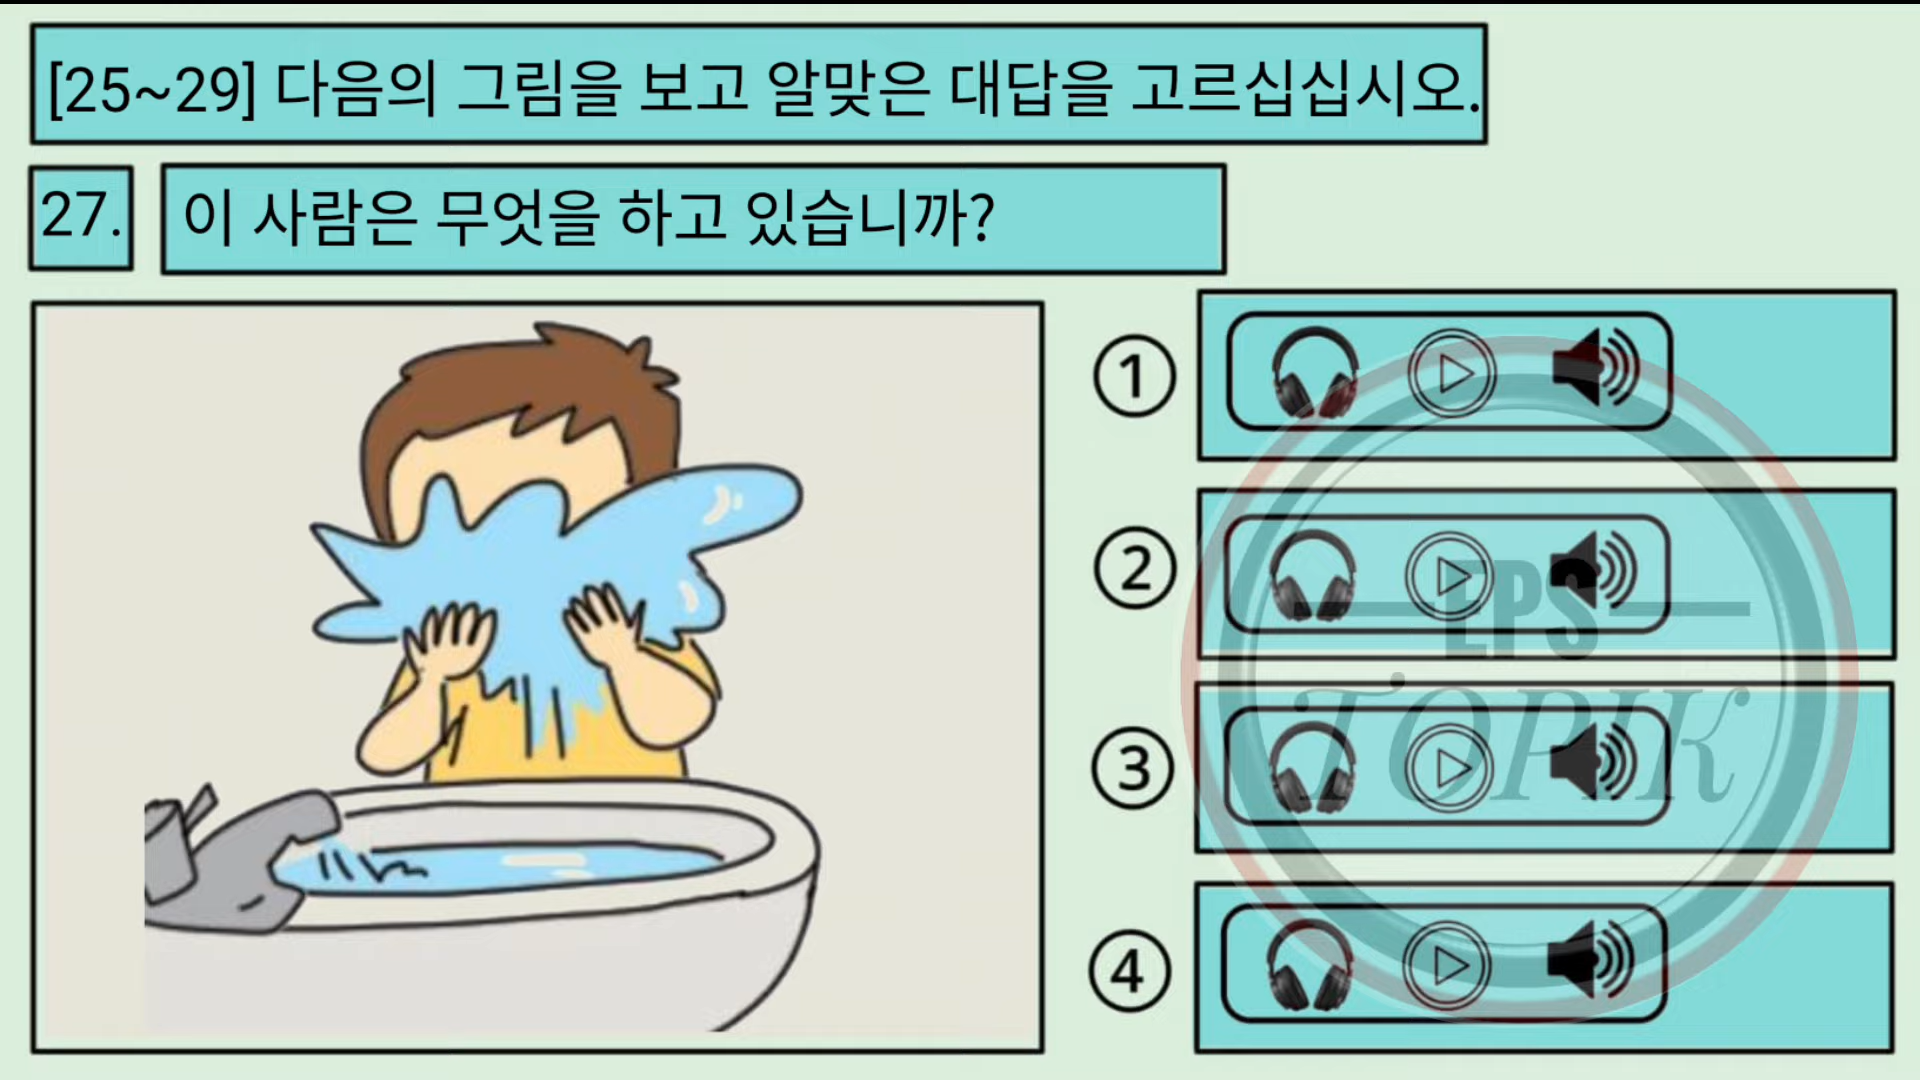 [25~29] 다음의 그림을 보고 알맞은 대답을 고르십십시오.
27. 이 사람은 무엇을 하고 있습니까?
①
②
③
④
EPS
TOPIK